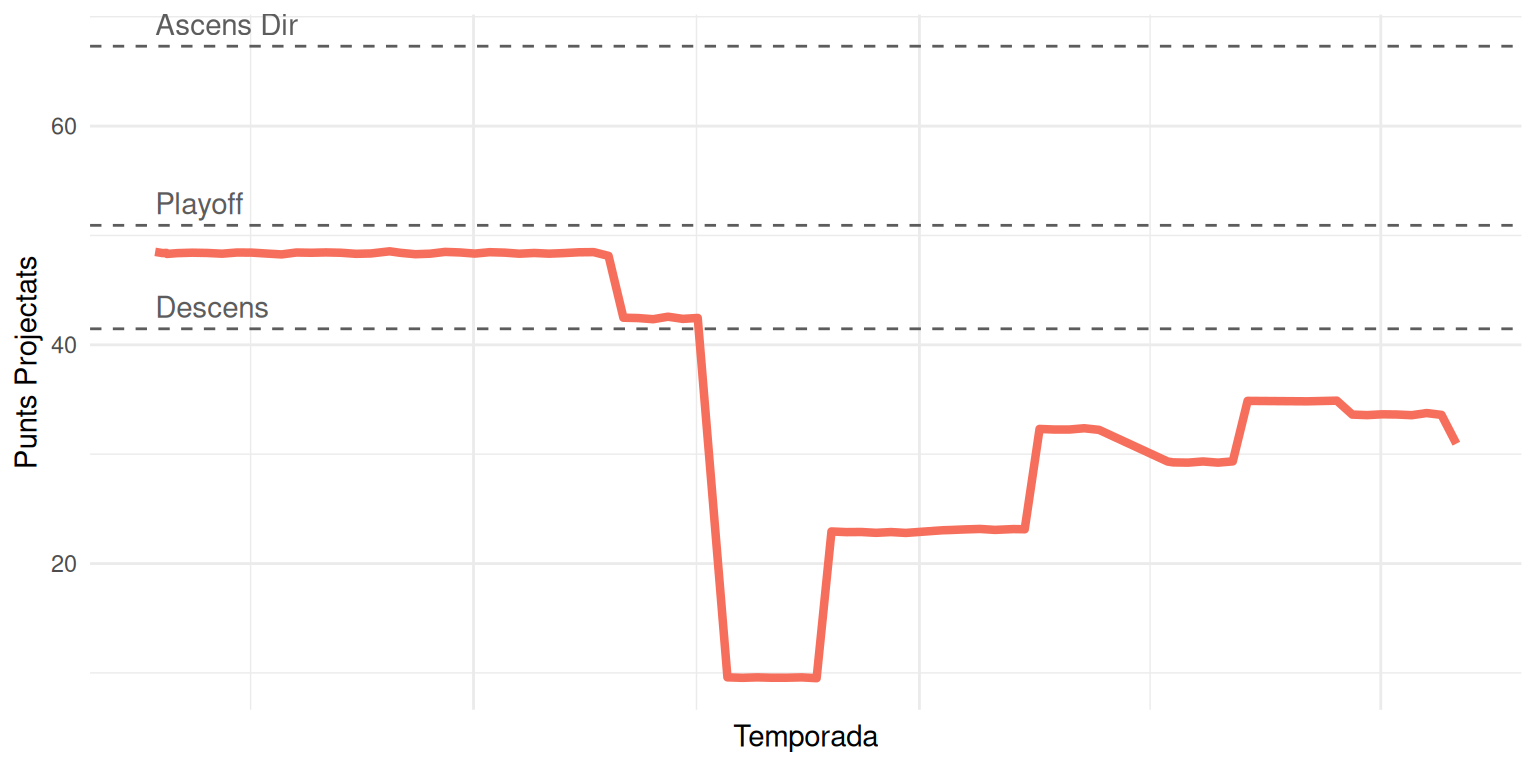 Ascens Dir
60
Playoff
Descens
40
20
Punts Projectats
Temporada